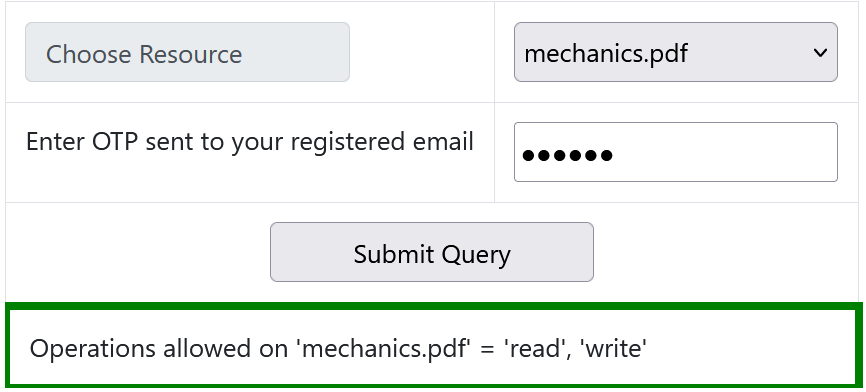 Choose Resource
mechanics.pdf
Enter OTP sent to your registered email
••••••
Submit Query
Operations allowed on 'mechanics.pdf' = 'read', 'write'